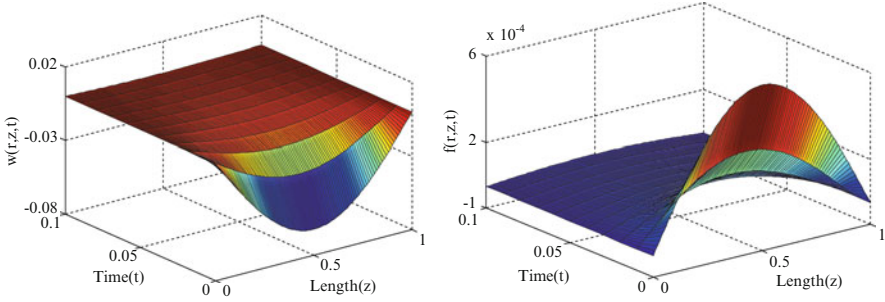 0.02
-0.03
-0.08
w(r,z,t)
0.1
0.05
0
Time(t)
0
0.5
1
Length(z)
x 10⁻⁴
6
2
-1
f(r,z,t)
0.1
0.05
0
Time(t)
0
0.5
1
Length(z)